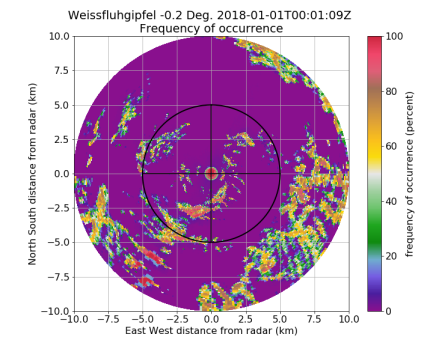 Weissfluhgipfel -0.2 Deg. 2018-01-01T00:01:09Z
Frequency of occurrence
10.0
7.5
5.0
2.5
0.0
−2.5
−5.0
−7.5
−10.0
North South distance from radar (km)
−10.0 −7.5 −5.0 −2.5 0.0 2.5 5.0 7.5 10.0
East West distance from radar (km)
100
80
60
40
20
0
frequency of occurrence (percent)